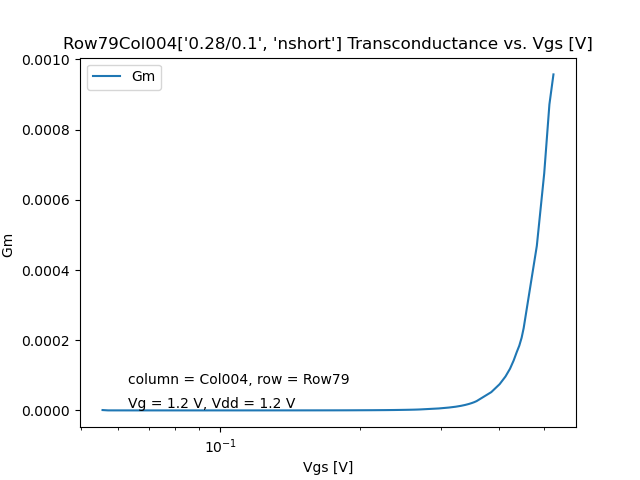 Row79Col004['0.28/0.1', 'nshort'] Transconductance vs. Vgs [V]
Gm
0.0010
0.0008
0.0006
0.0004
0.0002
0.0000
Gm
column = Col004, row = Row79
Vg = 1.2 V, Vdd = 1.2 V
10⁻¹
Vgs [V]